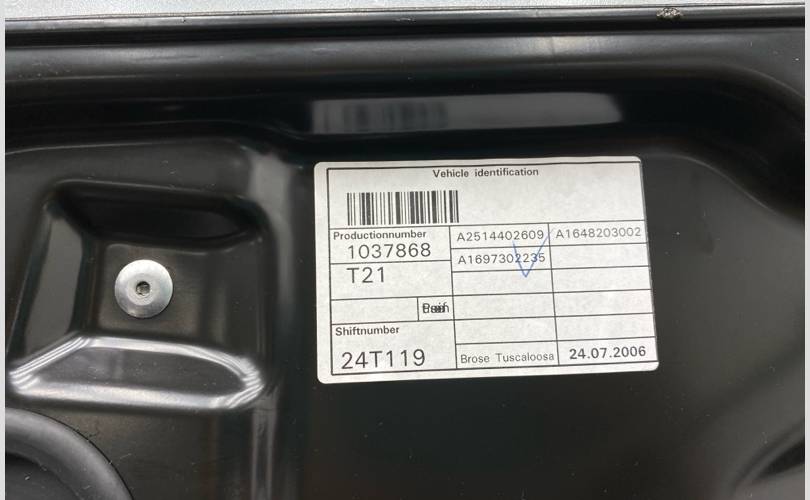 Vehicle identification
Productionnumber
1037868
T21
A2514402609 A1648203002
A1697302235
Shiftnumber
24T119
Brose Tuscaloosa 24.07.2006